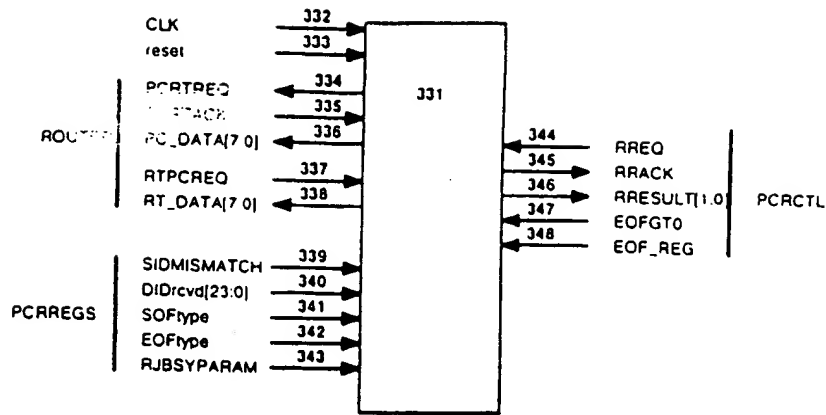 CLK 332
reset 333
PCRTREQ 334
335
PC_DATA[7 0] 336
RTPCREQ 337
RT_DATA[7 0] 338
331
344 RREQ
345 RRACK
346 RRESULT[1.0]
347 EOFGT0
348 EOF_REG
PCRCTL
PCRREGS
SIDMISMATCH 339
DIDrcvd[23:0] 340
SOFtype 341
EOFtype 342
RJBSYPARAM 343